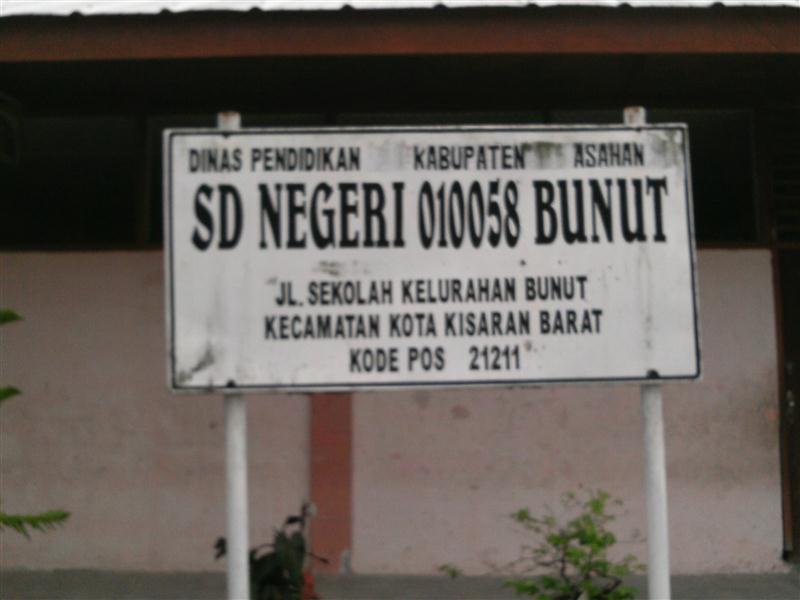 DINAS PENDIDIKAN KABUPATEN ASAHAN
SD NEGERI 010058 BUNUT
JL. SEKOLAH KELURAHAN BUNUT
KECAMATAN KOTA KISARAN BARAT
KODE POS 21211